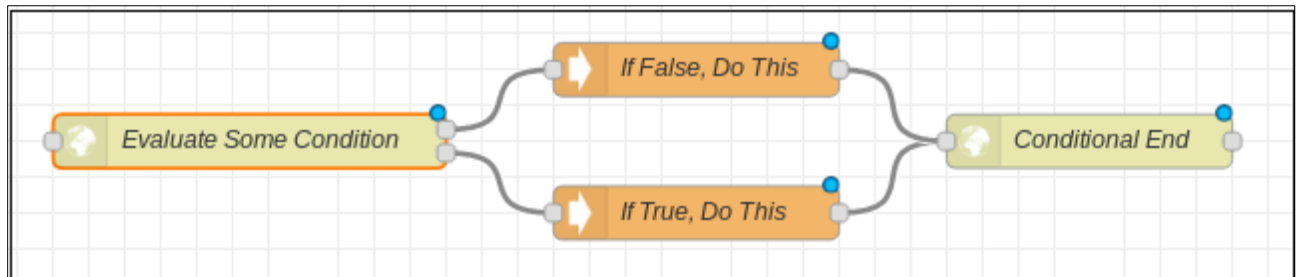 If False, Do This
Evaluate Some Condition
Conditional End
If True, Do This